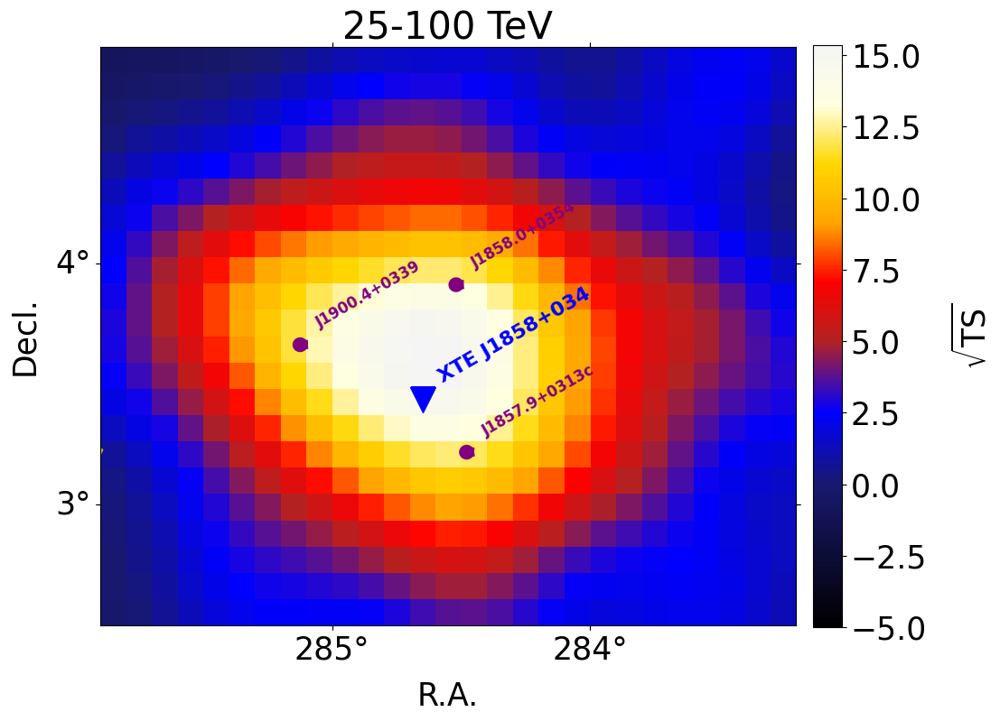 25-100 TeV
J1858.0+0354
J1900.4+0339
XTE J1858+034
J1857.9+0313c
4°
3°
285°
284°
R.A.
Decl.
15.0
12.5
10.0
7.5
5.0
2.5
0.0
−2.5
−5.0
√TS